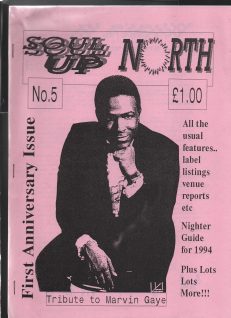 SOUL UP NORTH
No.5
£1.00
First Anniversary Issue
All the
usual
features..
label
listings
venue
reports
etc
Nighter
Guide
for 1994
Plus Lots
Lots
More!!!
Tribute to Marvin Gaye